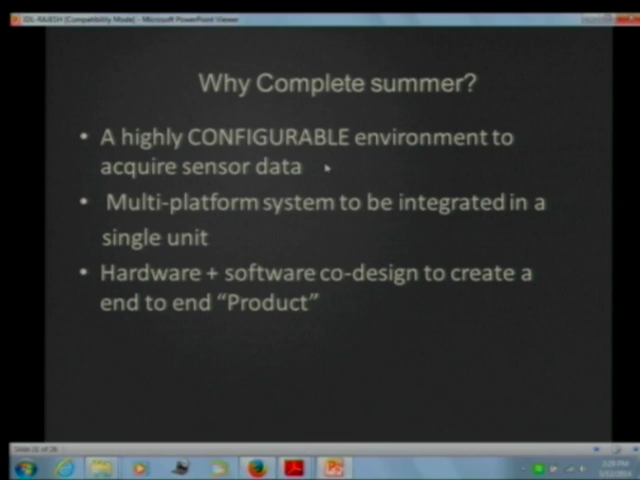 IDL-RAJESH [Compatibility Mode] - Microsoft PowerPoint Viewer
Why Complete summer?
• A highly CONFIGURABLE environment to
acquire sensor data
• Multi-platform system to be integrated in a
single unit
• Hardware + software co-design to create a
end to end “Product”